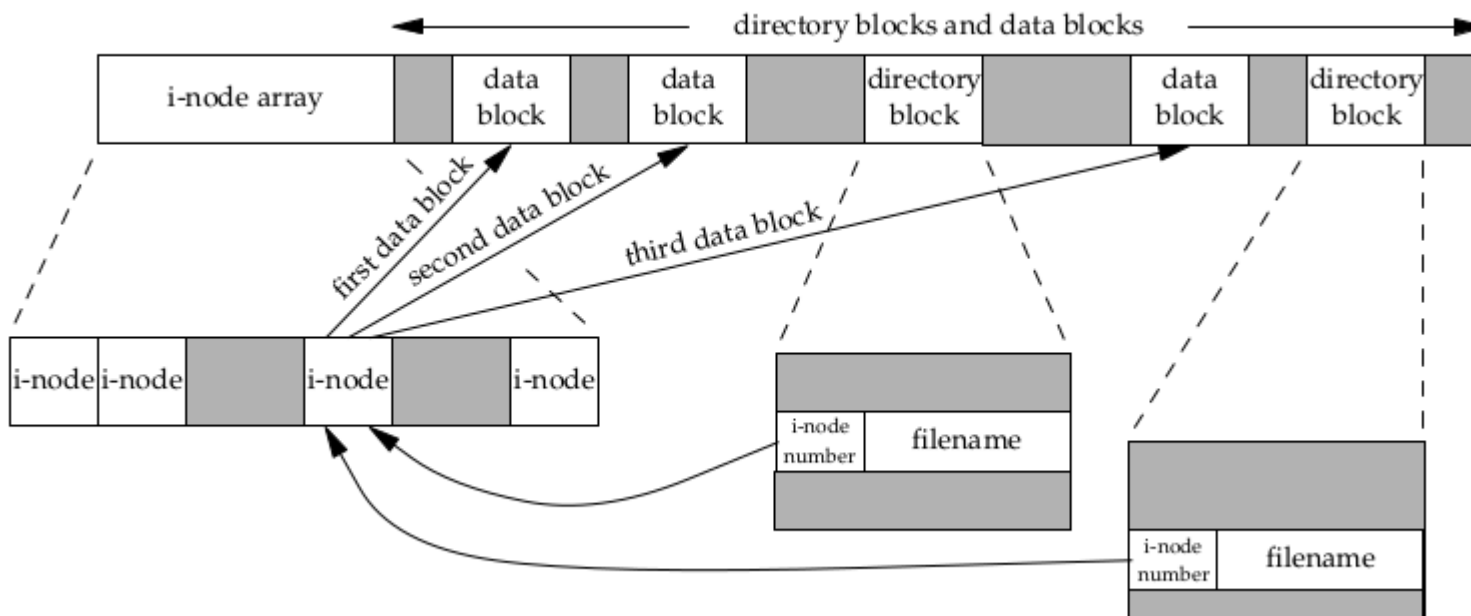 directory blocks and data blocks
i-node array
data
block
data
block
directory
block
data
block
directory
block
first data block
second data block
third data block
i-node
i-node
i-node
i-node
i-node
number
filename
i-node
number
filename